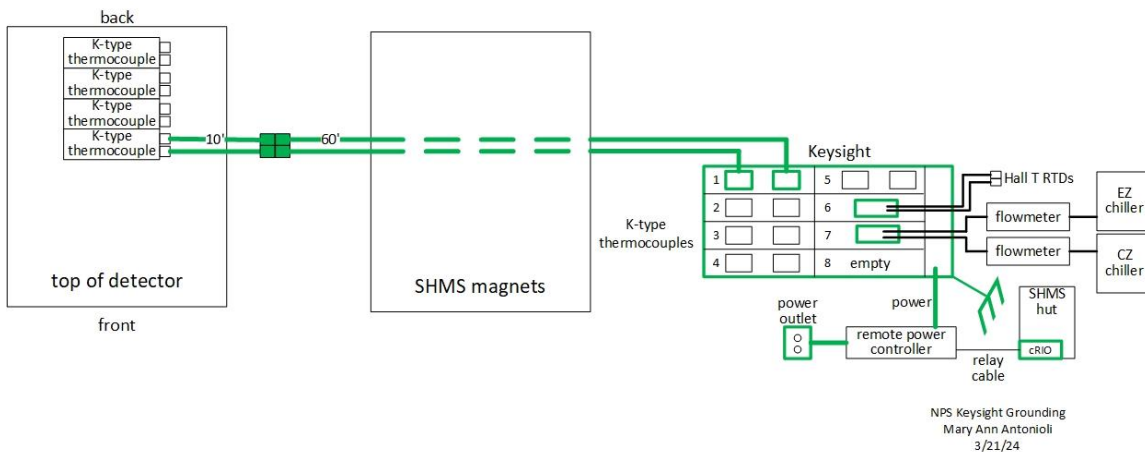 back
K-type
thermocouple
K-type
thermocouple
K-type
thermocouple
K-type
thermocouple
10'
60'
top of detector
front
SHMS magnets
K-type
thermocouples
Keysight
1
2
3
4
5
6
7
8 empty
Hall T RTDs
flowmeter
flowmeter
EZ
chiller
CZ
chiller
power
outlet
power
remote power
controller
relay
cable
SHMS
hut
cRIO
NPS Keysight Grounding
Mary Ann Antonioli
3/21/24